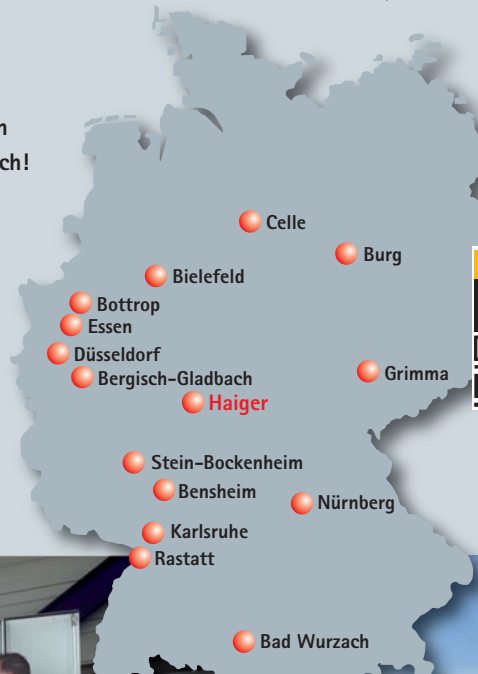 ch!
Celle
Burg
Bielefeld
Bottrop
Essen
Düsseldorf
Bergisch-Gladbach
Grimma
Haiger
Stein-Bockenheim
Bensheim
Nürnberg
Karlsruhe
Rastatt
Bad Wurzach